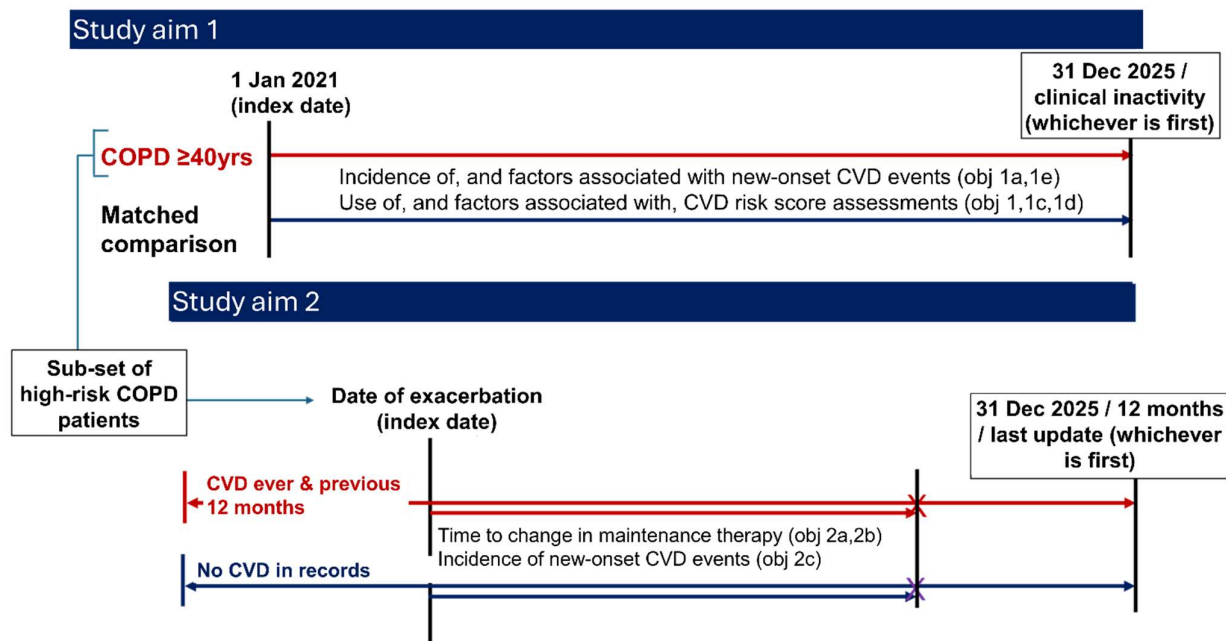 Study aim 1
1 Jan 2021
(index date)
31 Dec 2025 /
clinical inactivity
(whichever is first)
COPD ≥40yrs
Incidence of, and factors associated with new-onset CVD events (obj 1a,1e)
Use of, and factors associated with, CVD risk score assessments (obj 1,1c,1d)
Matched
comparison
Study aim 2
Sub-set of
high-risk COPD
patients
Date of exacerbation
(index date)
31 Dec 2025 / 12 months
/ last update (whichever
is first)
CVD ever & previous
12 months
Time to change in maintenance therapy (obj 2a,2b)
Incidence of new-onset CVD events (obj 2c)
No CVD in records